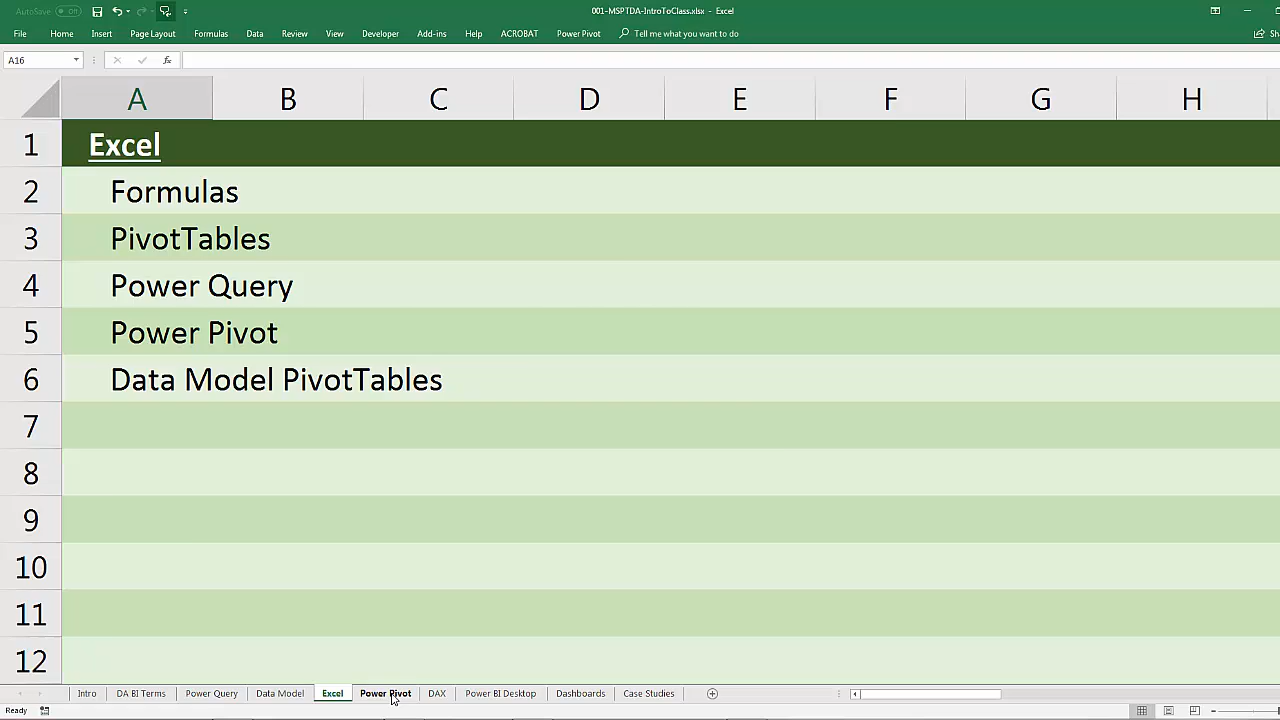 AutoSave Off
001-MSPTDA-IntroToClass.xlsx - Excel
File Home Insert Page Layout Formulas Data Review View Developer Add-ins Help ACROBAT Power Pivot Tell me what you want to do
A16 fx
A B C D E F G H
1 Excel
2 Formulas
3 PivotTables
4 Power Query
5 Power Pivot
6 Data Model PivotTables
7
8
9
10
11
12
Intro DA BI Terms Power Query Data Model Excel Power Pivot DAX Power BI Desktop Dashboards Case Studies
Ready